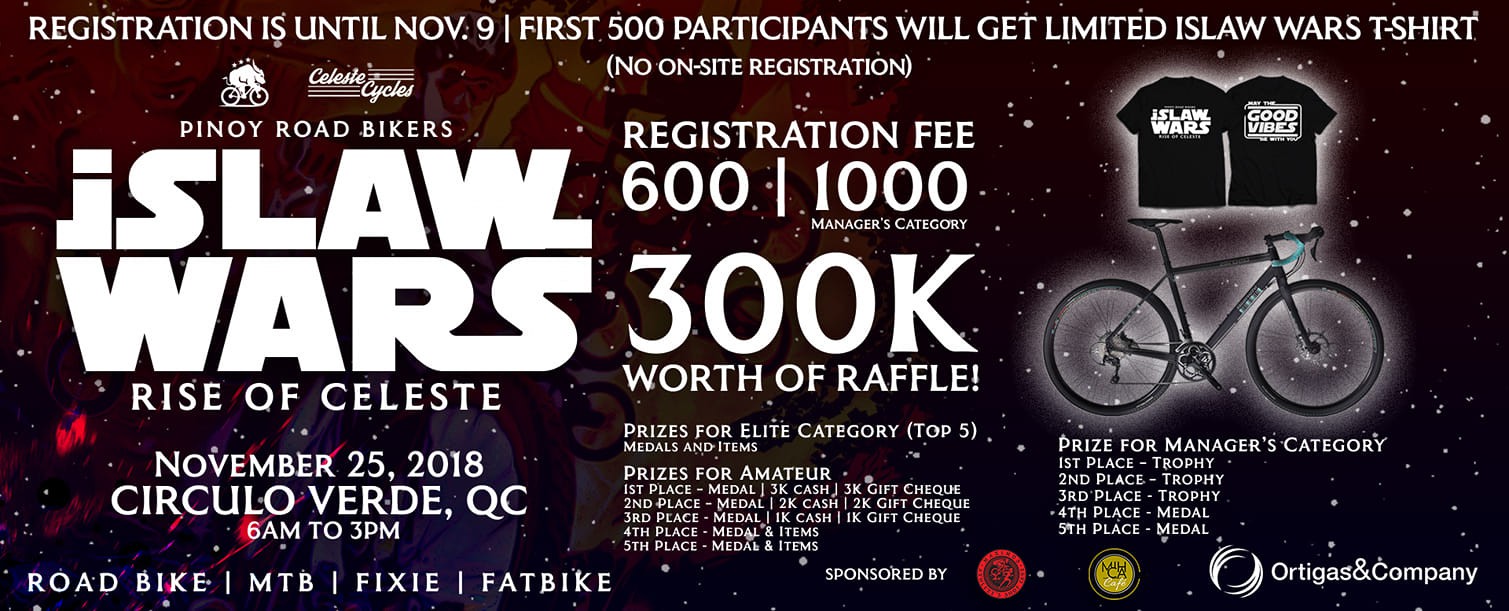 REGISTRATION IS UNTIL NOV. 9 | FIRST 500 PARTICIPANTS WILL GET LIMITED ISLAW WARS T-SHIRT
(NO ON-SITE REGISTRATION)
Celeste
Cycles
PINOY ROAD BIKERS
iSLAW
WARS
RISE OF CELESTE
NOVEMBER 25, 2018
CIRCULO VERDE, QC
6AM TO 3PM
ROAD BIKE | MTB | FIXIE | FATBIKE
REGISTRATION FEE
600 | 1000
MANAGER'S CATEGORY
300K
WORTH OF RAFFLE!
PRIZES FOR ELITE CATEGORY (TOP 5)
MEDALS AND ITEMS
PRIZES FOR AMATEUR
1ST PLACE - MEDAL | 3K CASH | 3K GIFT CHEQUE
2ND PLACE - MEDAL | 2K CASH | 2K GIFT CHEQUE
3RD PLACE - MEDAL | 1K CASH | 1K GIFT CHEQUE
4TH PLACE - MEDAL & ITEMS
5TH PLACE - MEDAL & ITEMS
iSLAW
WARS
RISE OF CELESTE
MAY THE
GOOD
VIBES
BE WITH YOU
PRIZE FOR MANAGER'S CATEGORY
1ST PLACE - TROPHY
2ND PLACE - TROPHY
3RD PLACE - TROPHY
4TH PLACE - MEDAL
5TH PLACE - MEDAL
SPONSORED BY
Café
Ortigas&Company